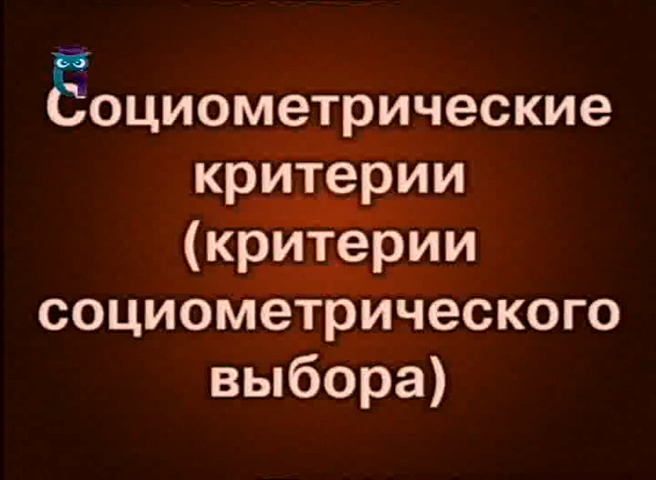 Социометрические
критерии
(критерии
социометрического
выбора)